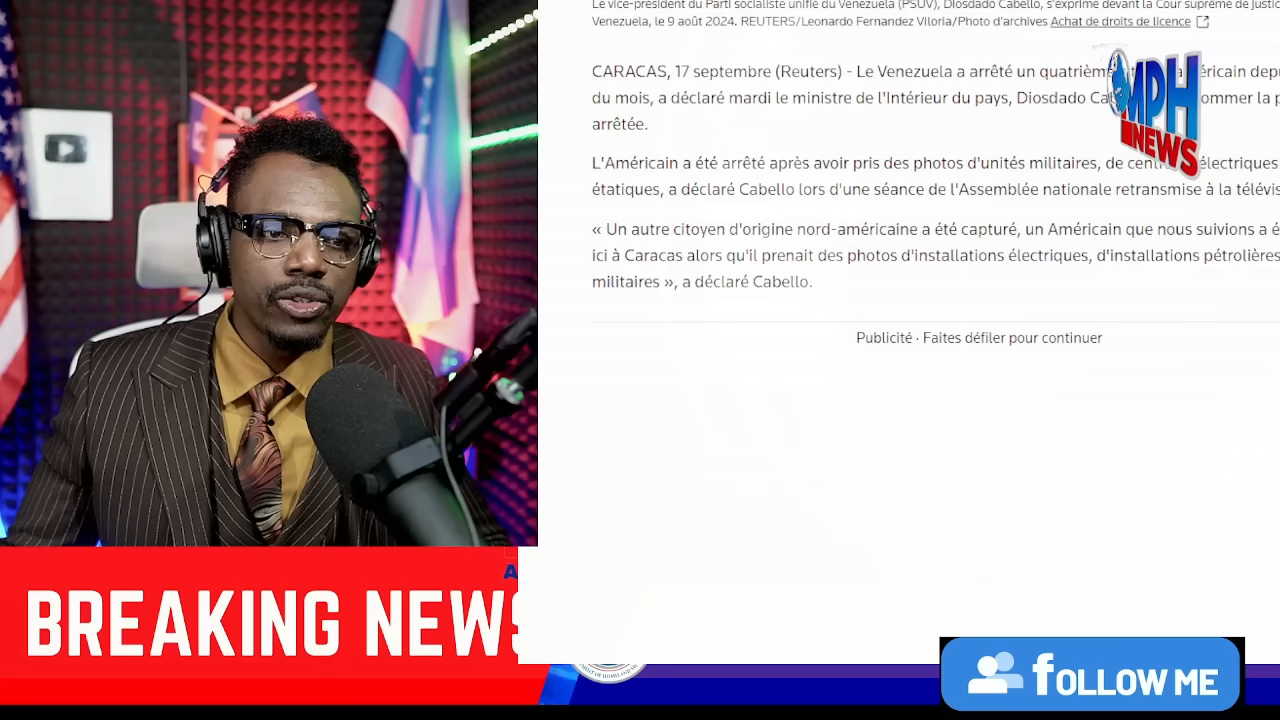 Le vice-président du Parti socialiste unifié du Venezuela (PSUV), Diosdado Cabello, s'exprime devant la Cour suprême de justi
Venezuela, le 9 août 2024. REUTERS/Leonardo Fernandez Viloria/Photo d'archives Achat de droits de licence
CARACAS, 17 septembre (Reuters) - Le Venezuela a arrêté un quatrième
du mois, a déclaré mardi le ministre de l'Intérieur du pays, Diosdado
arrêtée.
L'Américain a été arrêté après avoir pris des photos d'unités militaires, de électriques
étatiques, a déclaré Cabello lors d'une séance de l'Assemblée nationale retransmise à la
« Un autre citoyen d'origine nord-américaine a été capturé, un Américain que nous suivions a
ici à Caracas alors qu'il prenait des photos d'installations électriques, d'installations pétrolières
militaires », a déclaré Cabello.
Publicité · Faites défiler pour continuer
MPH
NEWS
BREAKING NEWS
FOLLOW ME